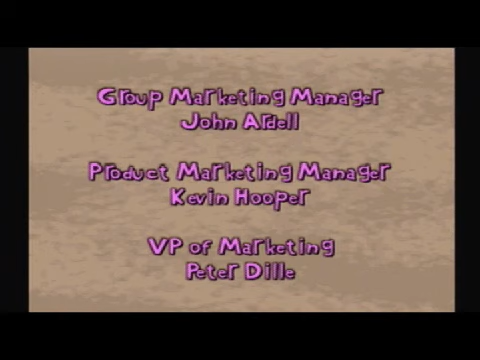 Group Marketing Manager
John Ardell
Product Marketing Manager
Kevin Hooper
VP of Marketing
Peter Dille